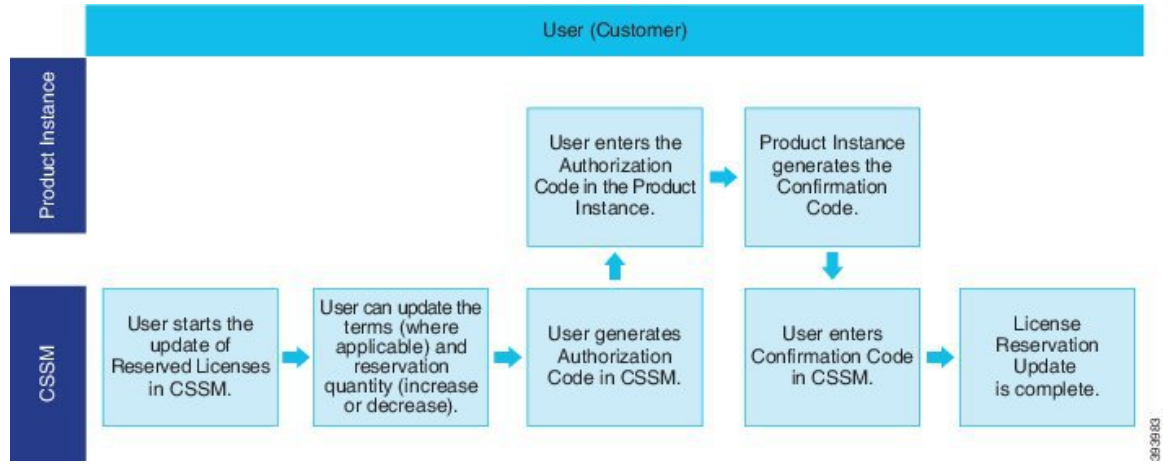 User (Customer)
Product Instance
User enters the
Authorization
Code in the Product
Instance.
Product Instance
generates the
Confirmation
Code.
CSSM
User starts the
update of
Reserved Licenses
in CSSM.
User can update the
terms (where
applicable) and
reservation
quantity (increase
or decrease).
User generates
Authorization
Code in CSSM.
User enters
Confirmation Code
in CSSM.
License
Reservation
Update
is complete.
393983